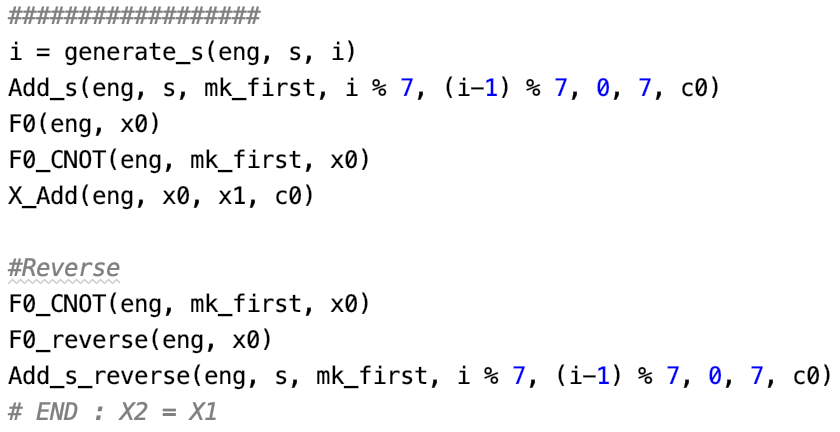 ##################
i = generate_s(eng, s, i)
Add_s(eng, s, mk_first, i % 7, (i-1) % 7, 0, 7, c0)
F0(eng, x0)
F0_CNOT(eng, mk_first, x0)
X_Add(eng, x0, x1, c0)

#Reverse
F0_CNOT(eng, mk_first, x0)
F0_reverse(eng, x0)
Add_s_reverse(eng, s, mk_first, i % 7, (i-1) % 7, 0, 7, c0)
# END : X2 = X1